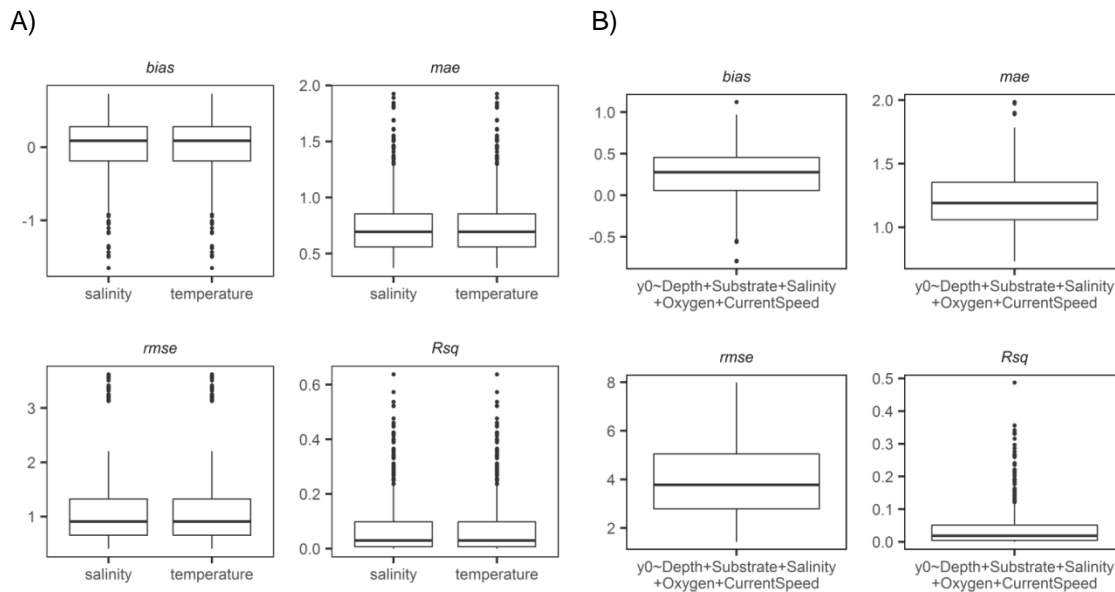 A)
bias
0
-1
salinity
temperature
mae
2.0
1.5
1.0
0.5
salinity
temperature
rmse
3
2
1
salinity
temperature
Rsq
0.6
0.4
0.2
0.0
salinity
temperature
B)
bias
1.0
0.5
0.0
-0.5
y0~Depth+Substrate+Salinity
+Oxygen+CurrentSpeed
mae
2.0
1.5
1.0
y0~Depth+Substrate+Salinity
+Oxygen+CurrentSpeed
rmse
8
6
4
2
y0~Depth+Substrate+Salinity
+Oxygen+CurrentSpeed
Rsq
0.5
0.4
0.3
0.2
0.1
0.0
y0~Depth+Substrate+Salinity
+Oxygen+CurrentSpeed